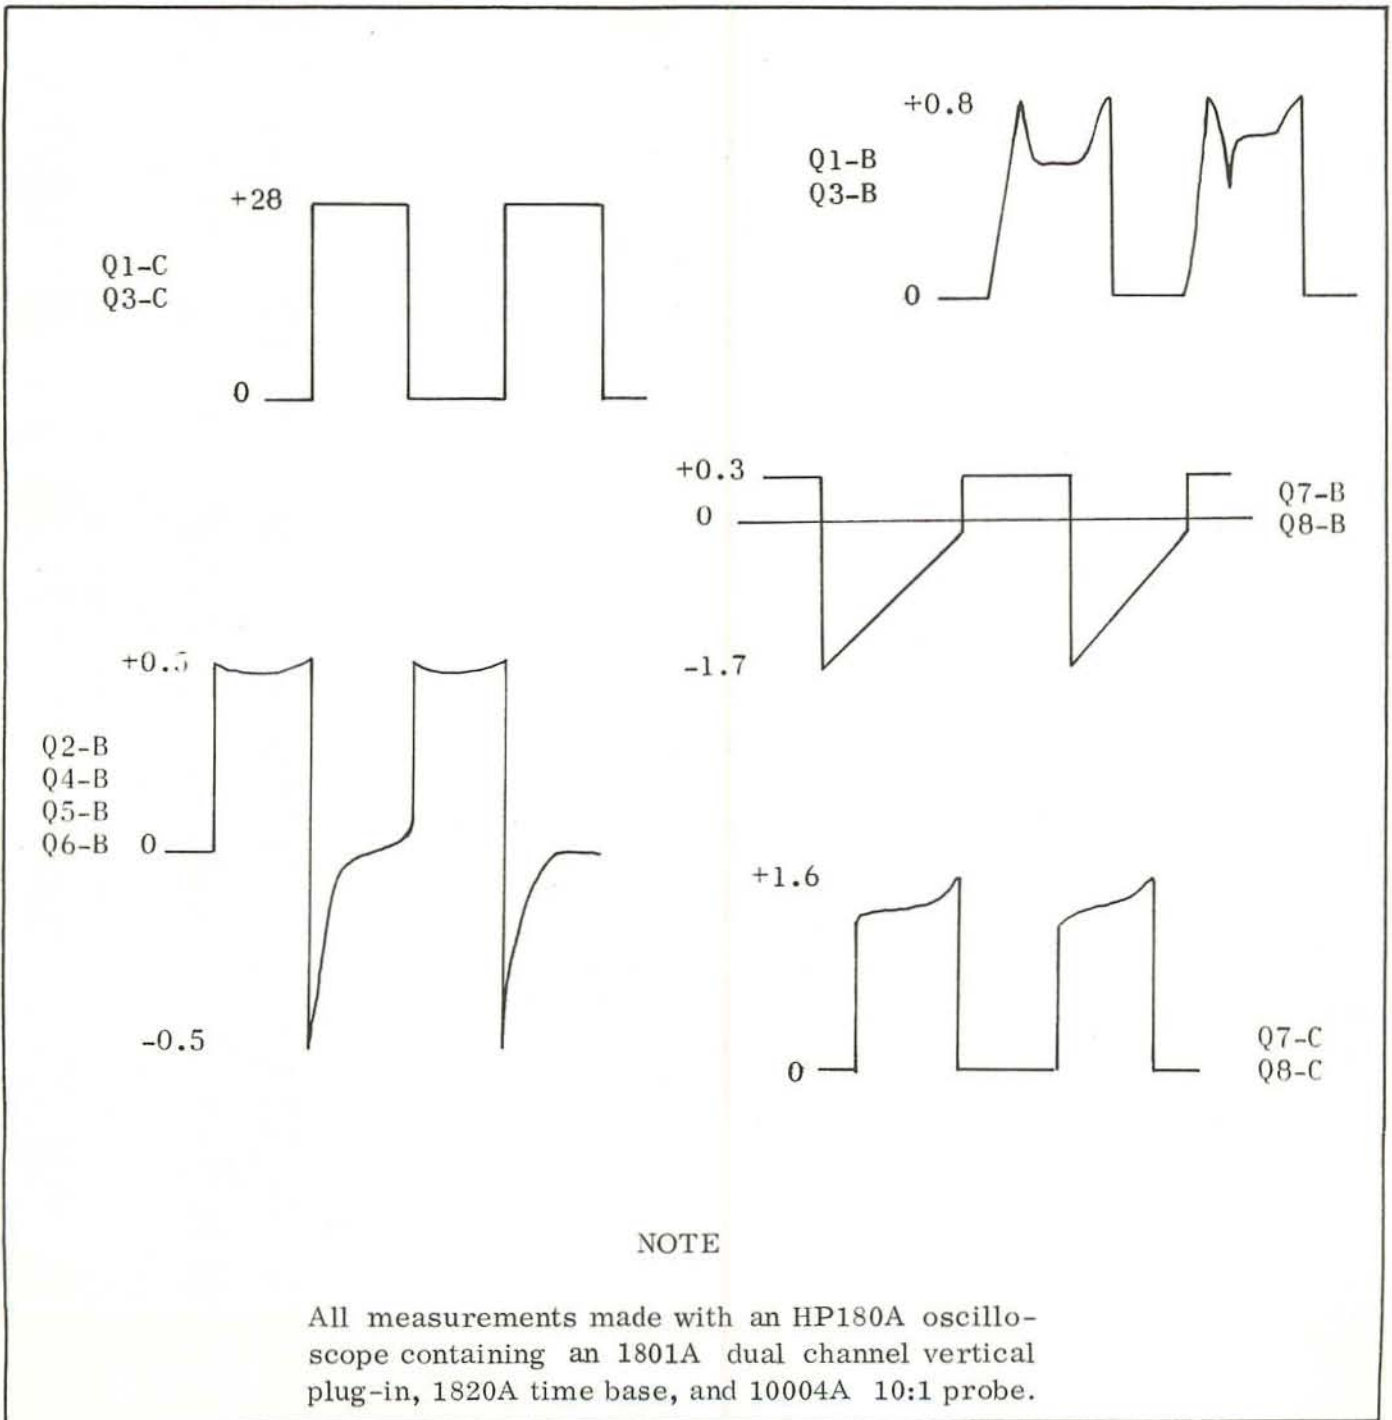 +0.8
Q1-B
Q3-B
0
+28
Q1-C
Q3-C
0
+0.3
0
Q7-B
Q8-B
-1.7
+0.5
Q2-B
Q4-B
Q5-B
Q6-B
0
-0.5
+1.6
0
Q7-C
Q8-C
NOTE
All measurements made with an HP180A oscillo-
scope containing an 1801A dual channel vertical
plug-in, 1820A time base, and 10004A 10:1 probe.